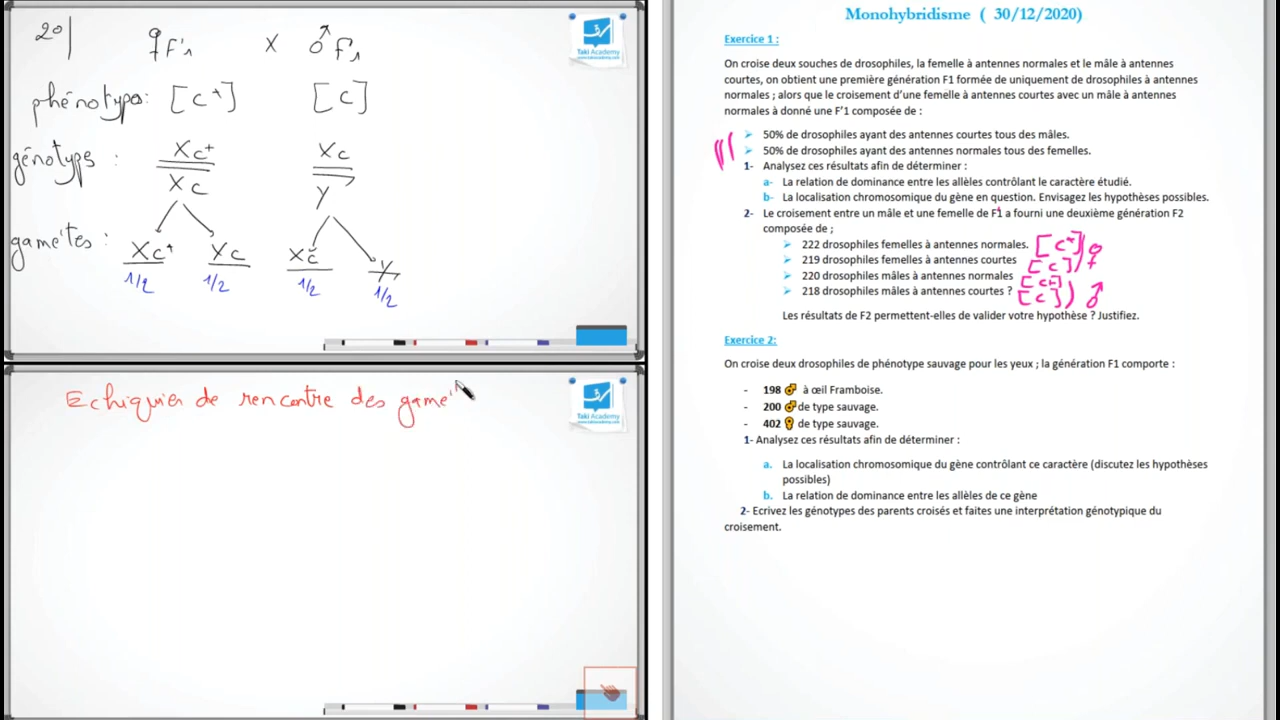 20|
♀ F'1 X ♂ F'1
phénotype : [C+] [C]
génotype : XC+ XC
XC Y
gamètes : XC+ XC XC Y
1/2 1/2 1/2 1/2
Taki Academy
www.takiacademy.com
Echiquier de rencontre des gamè
Taki Academy
www.takiacademy.com
Monohybridisme ( 30/12/2020)
Exercice 1 :
On croise deux souches de drosophiles, la femelle à antennes normales et le mâle à antennes
courtes, on obtient une première génération F1 formée de uniquement de drosophiles à antennes
normales ; alors que le croisement d'une femelle à antennes courtes avec un mâle à antennes
normales à donné une F'1 composée de :
➢ 50% de drosophiles ayant des antennes courtes tous des mâles.
➢ 50% de drosophiles ayant des antennes normales tous des femelles.
1- Analysez ces résultats afin de déterminer :
a- La relation de dominance entre les allèles contrôlant le caractère étudié.
b- La localisation chromosomique du gène en question. Envisagez les hypothèses possibles.
2- Le croisement entre un mâle et une femelle de F'1 a fourni une deuxième génération F2
composée de ;
➢ 222 drosophiles femelles à antennes normales. [C+]
➢ 219 drosophiles femelles à antennes courtes [C] ♀
➢ 220 drosophiles mâles à antennes normales [C+]
➢ 218 drosophiles mâles à antennes courtes ? [C] ♂
Les résultats de F2 permettent-elles de valider votre hypothèse ? Justifiez.
Exercice 2:
On croise deux drosophiles de phénotype sauvage pour les yeux ; la génération F1 comporte :
- 198 ♂ à œil Framboise.
- 200 ♂ de type sauvage.
- 402 ♀ de type sauvage.
1- Analysez ces résultats afin de déterminer :
a. La localisation chromosomique du gène contrôlant ce caractère (discutez les hypothèses
possibles)
b. La relation de dominance entre les allèles de ce gène
2- Ecrivez les génotypes des parents croisés et faites une interprétation génotypique du
croisement.